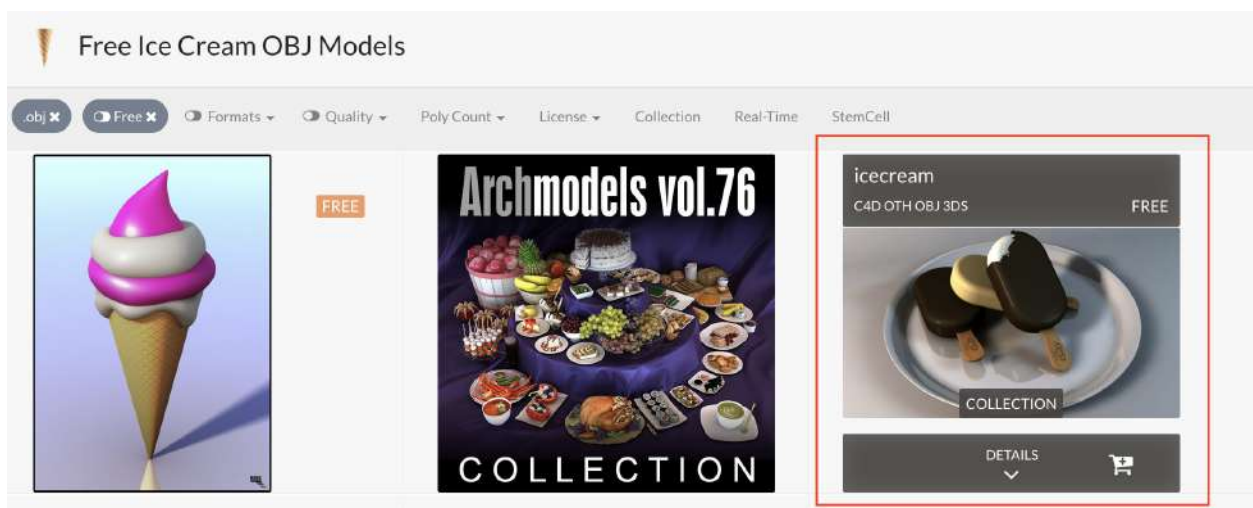 Free Ice Cream OBJ Models
.obj ✖
Free ✖
Formats
Quality
Poly Count
License
Collection
Real-Time
StemCell
FREE
Archmodels vol.76
COLLECTION
icecream
C4D OTH OBJ 3DS
FREE
COLLECTION
DETAILS